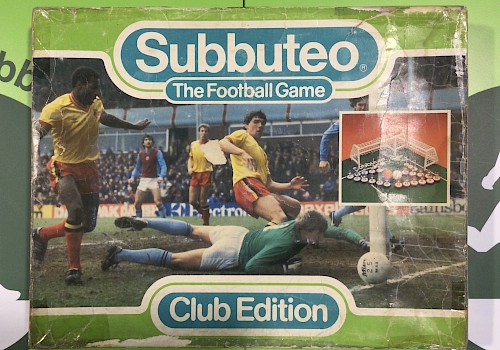 Subbuteo®
The Football Game
Club Edition